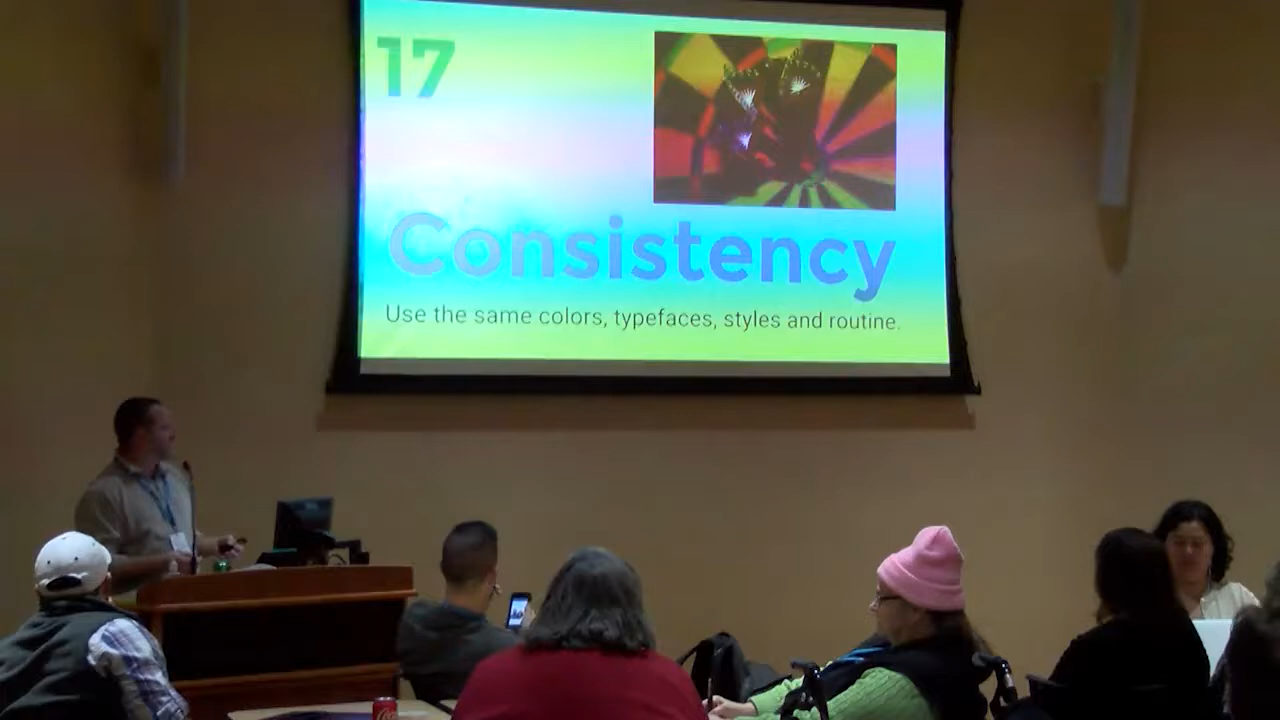 17
Consistency
Use the same colors, typefaces, styles and routine.